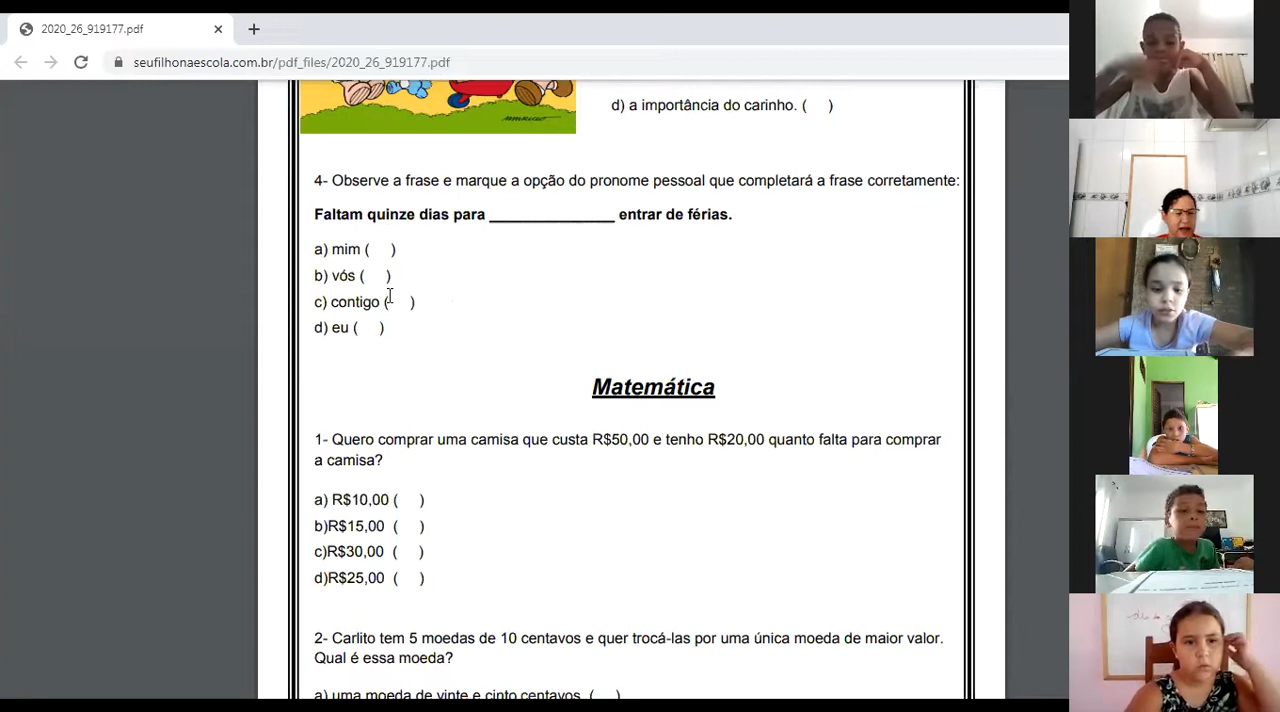 2020_26_919177.pdf
seufilhonaescola.com.br/pdf_files/2020_26_919177.pdf
d) a importância do carinho. ( )
4- Observe a frase e marque a opção do pronome pessoal que completará a frase corretamente:
Faltam quinze dias para _______________ entrar de férias.
a) mim ( )
b) vós ( )
c) contigo ( )
d) eu ( )
Matemática
1- Quero comprar uma camisa que custa R$50,00 e tenho R$20,00 quanto falta para comprar
a camisa?
a) R$10,00 ( )
b)R$15,00 ( )
c)R$30,00 ( )
d)R$25,00 ( )
2- Carlito tem 5 moedas de 10 centavos e quer trocá-las por uma única moeda de maior valor.
Qual é essa moeda?
a) uma moeda de vinte e cinto centavos. ( )